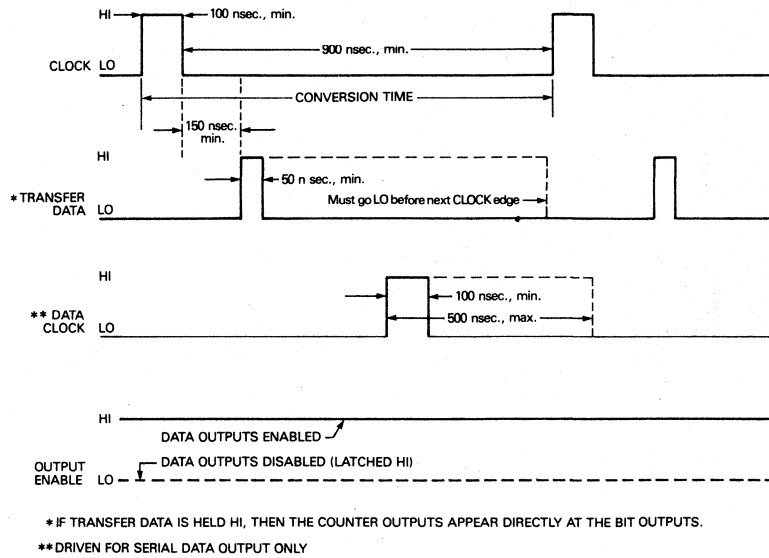 HI
100 nsec., min.
900 nsec., min.
CLOCK LO
CONVERSION TIME
150 nsec.
min.
HI
50 n sec., min.
*TRANSFER
DATA
LO
Must go LO before next CLOCK edge
HI
100 nsec., min.
** DATA
CLOCK
LO
500 nsec., max.
HI
DATA OUTPUTS ENABLED
OUTPUT
ENABLE
LO
DATA OUTPUTS DISABLED (LATCHED HI)
*IF TRANSFER DATA IS HELD HI, THEN THE COUNTER OUTPUTS APPEAR DIRECTLY AT THE BIT OUTPUTS.
**DRIVEN FOR SERIAL DATA OUTPUT ONLY